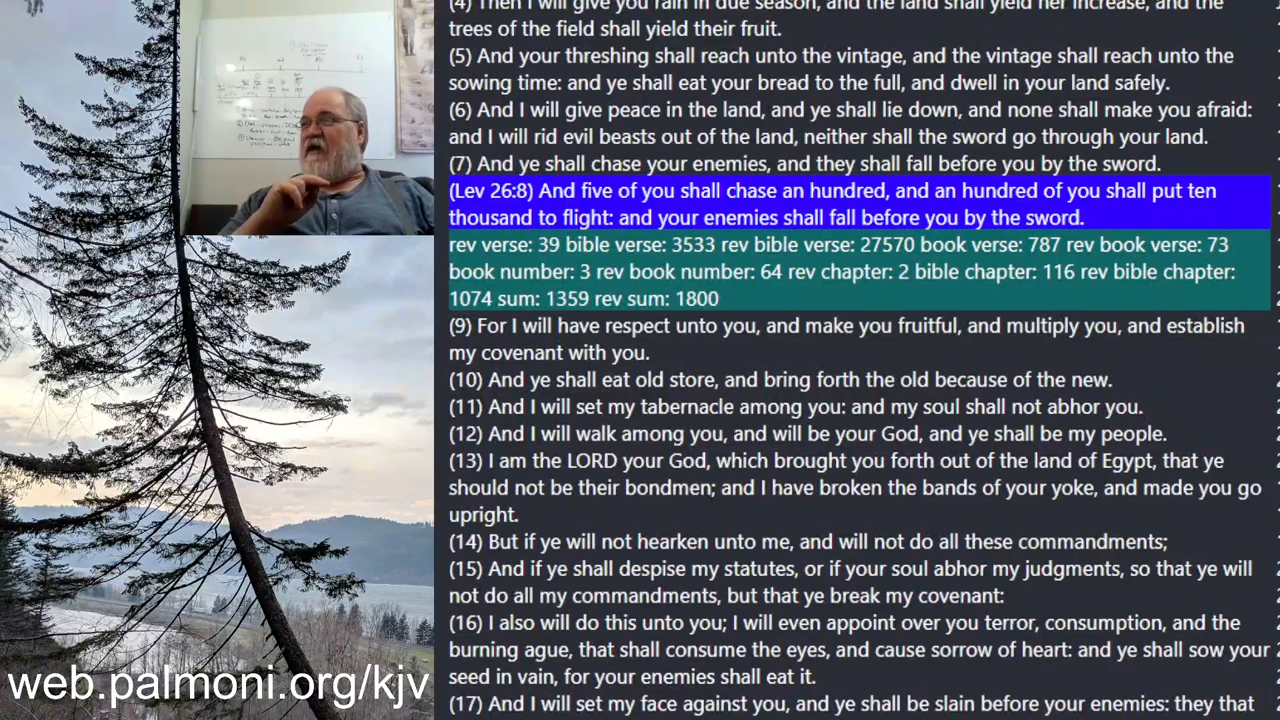 (4) Then I will give you rain in due season, and the land shall yield her increase, and the
trees of the field shall yield their fruit.
(5) And your threshing shall reach unto the vintage, and the vintage shall reach unto the
sowing time: and ye shall eat your bread to the full, and dwell in your land safely.
(6) And I will give peace in the land, and ye shall lie down, and none shall make you afraid:
and I will rid evil beasts out of the land, neither shall the sword go through your land.
(7) And ye shall chase your enemies, and they shall fall before you by the sword.
(Lev 26:8) And five of you shall chase an hundred, and an hundred of you shall put ten
thousand to flight: and your enemies shall fall before you by the sword.
rev verse: 39 bible verse: 3533 rev bible verse: 27570 book verse: 787 rev book verse: 73
book number: 3 rev book number: 64 rev chapter: 2 bible chapter: 116 rev bible chapter:
1074 sum: 1359 rev sum: 1800
(9) For I will have respect unto you, and make you fruitful, and multiply you, and establish
my covenant with you.
(10) And ye shall eat old store, and bring forth the old because of the new.
(11) And I will set my tabernacle among you: and my soul shall not abhor you.
(12) And I will walk among you, and will be your God, and ye shall be my people.
(13) I am the LORD your God, which brought you forth out of the land of Egypt, that ye
should not be their bondmen; and I have broken the bands of your yoke, and made you go
upright.
(14) But if ye will not hearken unto me, and will not do all these commandments;
(15) And if ye shall despise my statutes, or if your soul abhor my judgments, so that ye will
not do all my commandments, but that ye break my covenant:
(16) I also will do this unto you; I will even appoint over you terror, consumption, and the
burning ague, that shall consume the eyes, and cause sorrow of heart: and ye shall sow your
seed in vain, for your enemies shall eat it.
(17) And I will set my face against you, and ye shall be slain before your enemies: they that
web.palmoni.org/kjv